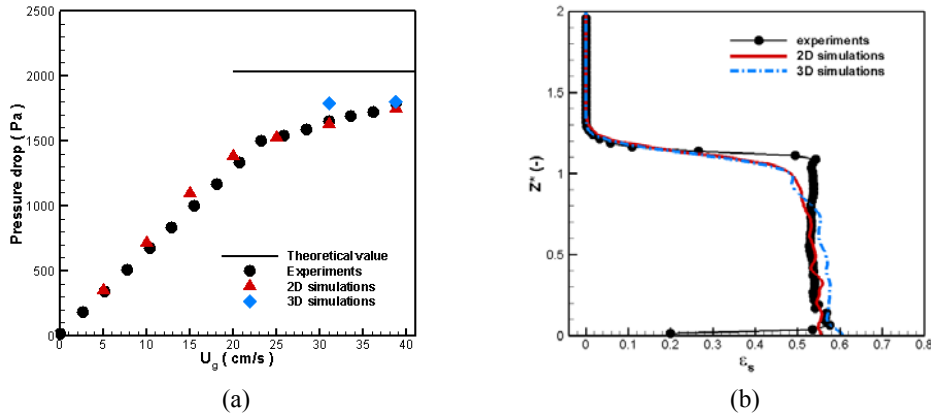 2500
2000
1500
1000
500
0
Pressure drop ( Pa )
Theoretical value
Experiments
2D simulations
3D simulations
0 5 10 15 20 25 30 35 40
U_g ( cm/s )
(a)
2
1.5
1
0.5
0
Z* (-)
experiments
2D simulations
3D simulations
0 0.1 0.2 0.3 0.4 0.5 0.6 0.7 0.8
ε_s
(b)